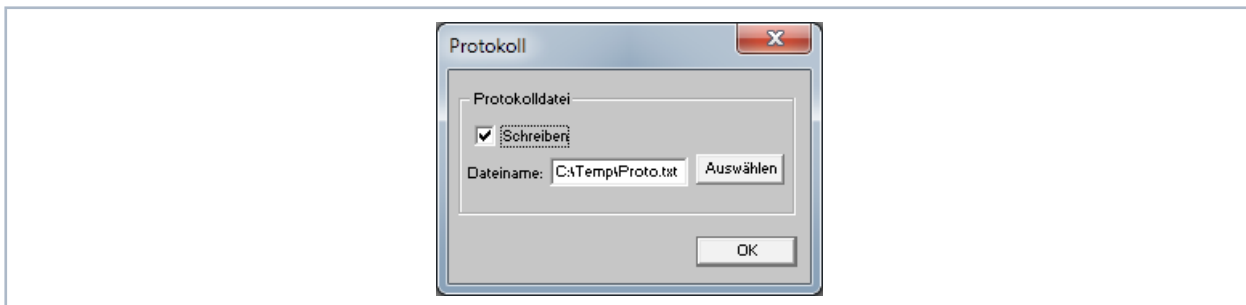 Protokoll
Protokolldatei
Schreiben
Dateiname: C:\Temp\Proto.txt Auswählen
OK